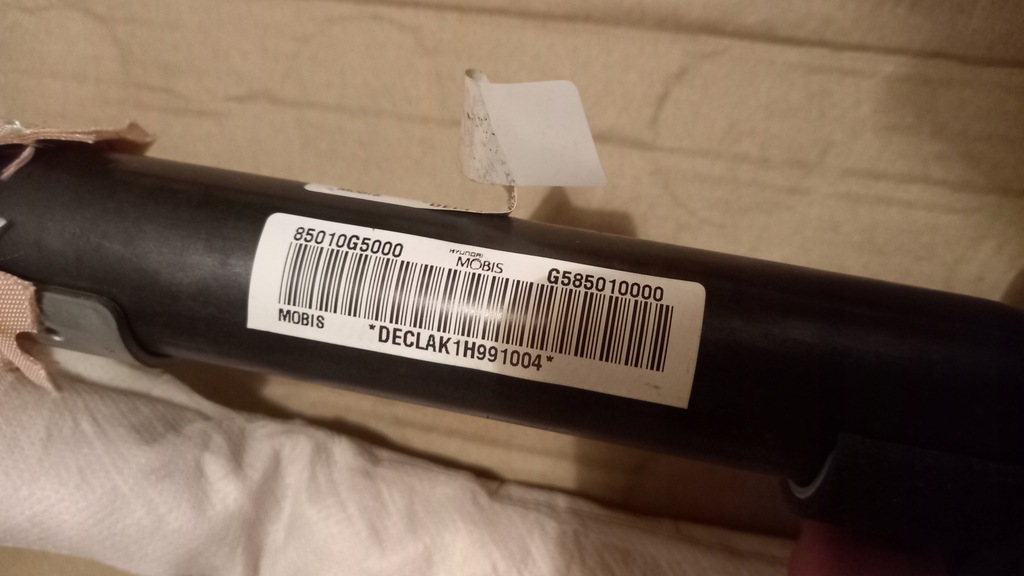 85010G5000
HYUNDAI
MOBIS
G585010000
MOBIS
*DECLAK1H991004*